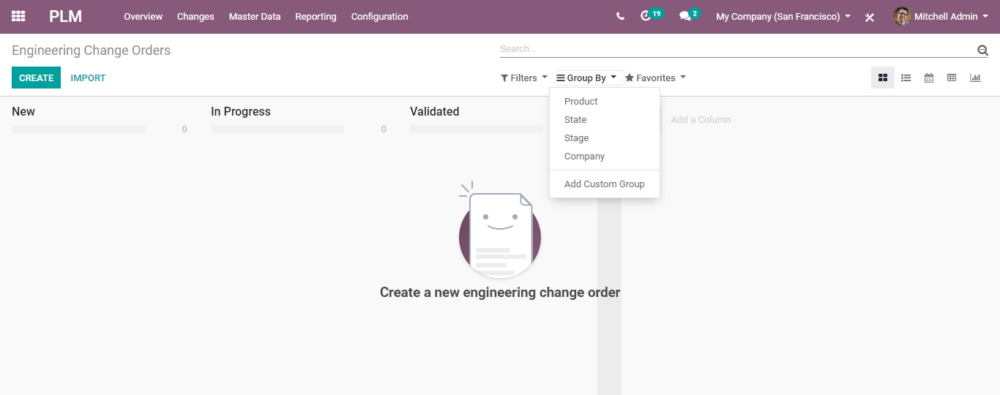 PLM Overview Changes Master Data Reporting Configuration 19 2 My Company (San Francisco) Mitchell Admin
Engineering Change Orders Search...
CREATE IMPORT Filters Group By Favorites
Product
State
Stage
Company
Add Custom Group
New In Progress Validated
0 0 Add a Column
Create a new engineering change order